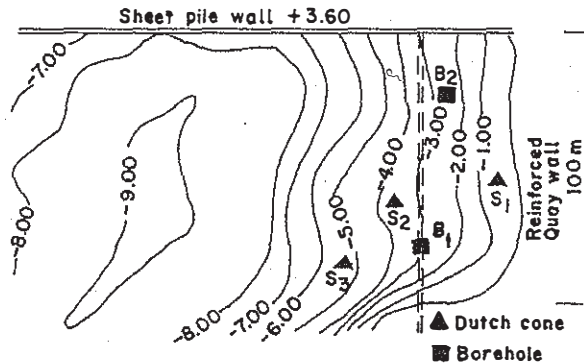 Sheet pile wall +3.60
-7.00
B2
-3.00
-2.00
-1.00
-4.00
-9.00
S1
S2
B1
-5.00
S3
-8.00
-8.00
-7.00
-6.00
Reinforced
Quay wall
100 m
Dutch cone
Borehole